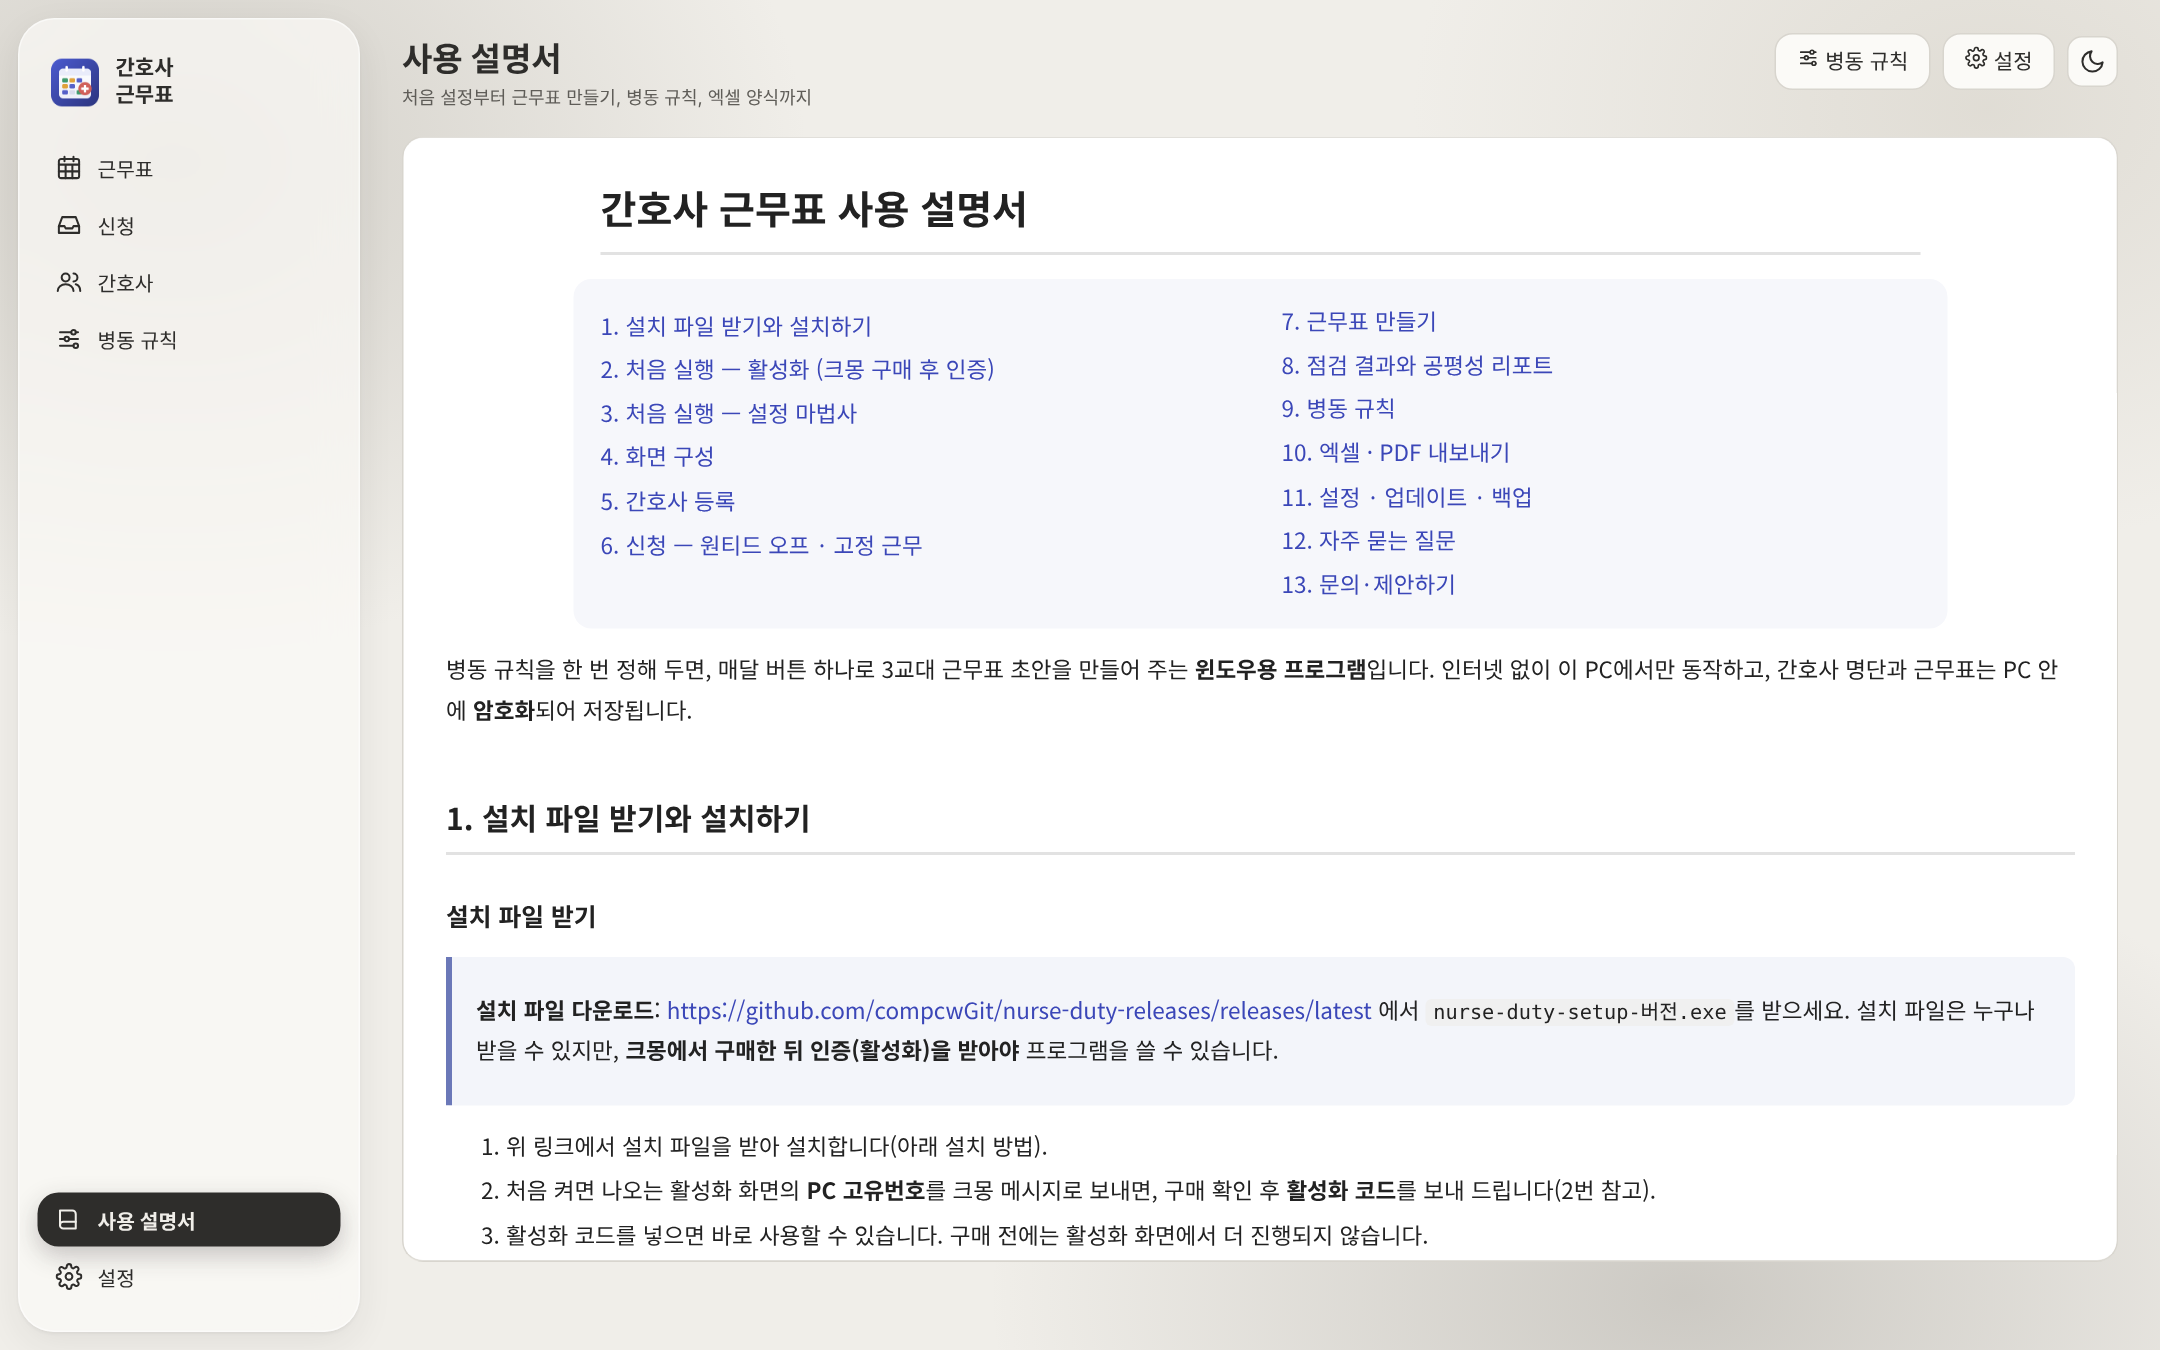 간호사
근무표
근무표
신청
간호사
병동 규칙
사용 설명서
설정
사용 설명서
처음 설정부터 근무표 만들기, 병동 규칙, 엑셀 양식까지
병동 규칙
설정
간호사 근무표 사용 설명서
1. 설치 파일 받기와 설치하기
2. 처음 실행 — 활성화 (크몽 구매 후 인증)
3. 처음 실행 — 설정 마법사
4. 화면 구성
5. 간호사 등록
6. 신청 — 원티드 오프 · 고정 근무
7. 근무표 만들기
8. 점검 결과와 공평성 리포트
9. 병동 규칙
10. 엑셀 · PDF 내보내기
11. 설정 · 업데이트 · 백업
12. 자주 묻는 질문
13. 문의·제안하기
병동 규칙을 한 번 정해 두면, 매달 버튼 하나로 3교대 근무표 초안을 만들어 주는 윈도우용 프로그램입니다. 인터넷 없이 이 PC에서만 동작하고, 간호사 명단과 근무표는 PC 안
에 암호화되어 저장됩니다.
1. 설치 파일 받기와 설치하기
설치 파일 받기
설치 파일 다운로드: https://github.com/compcwGit/nurse-duty-releases/releases/latest 에서 nurse-duty-setup-버전.exe를 받으세요. 설치 파일은 누구나
받을 수 있지만, 크몽에서 구매한 뒤 인증(활성화)을 받아야 프로그램을 쓸 수 있습니다.
1. 위 링크에서 설치 파일을 받아 설치합니다(아래 설치 방법).
2. 처음 켜면 나오는 활성화 화면의 PC 고유번호를 크몽 메시지로 보내면, 구매 확인 후 활성화 코드를 보내 드립니다(2번 참고).
3. 활성화 코드를 넣으면 바로 사용할 수 있습니다. 구매 전에는 활성화 화면에서 더 진행되지 않습니다.